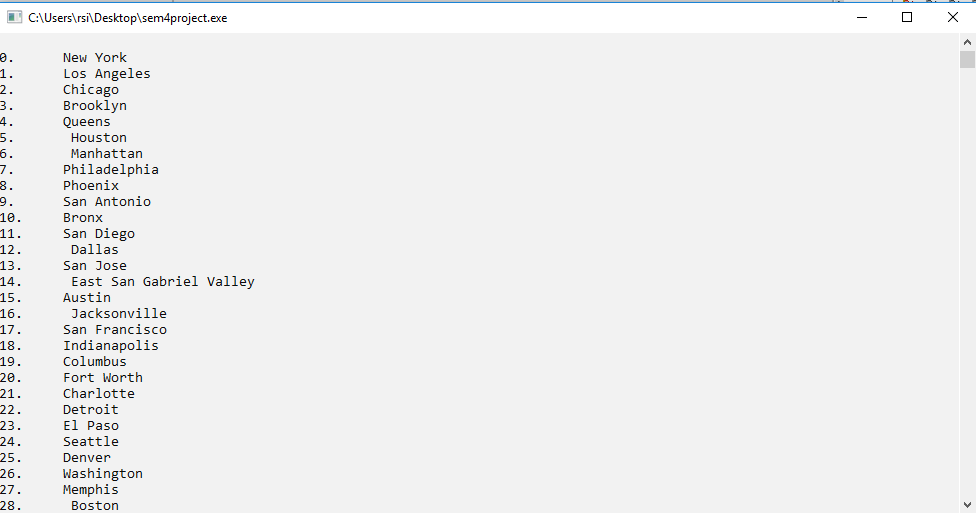 C:\Users\rsi\Desktop\sem4project.exe
0.      New York
1.      Los Angeles
2.      Chicago
3.      Brooklyn
4.      Queens
5.       Houston
6.       Manhattan
7.      Philadelphia
8.      Phoenix
9.      San Antonio
10.     Bronx
11.     San Diego
12.      Dallas
13.     San Jose
14.      East San Gabriel Valley
15.     Austin
16.      Jacksonville
17.     San Francisco
18.     Indianapolis
19.     Columbus
20.     Fort Worth
21.     Charlotte
22.     Detroit
23.     El Paso
24.     Seattle
25.     Denver
26.     Washington
27.     Memphis
28.      Boston